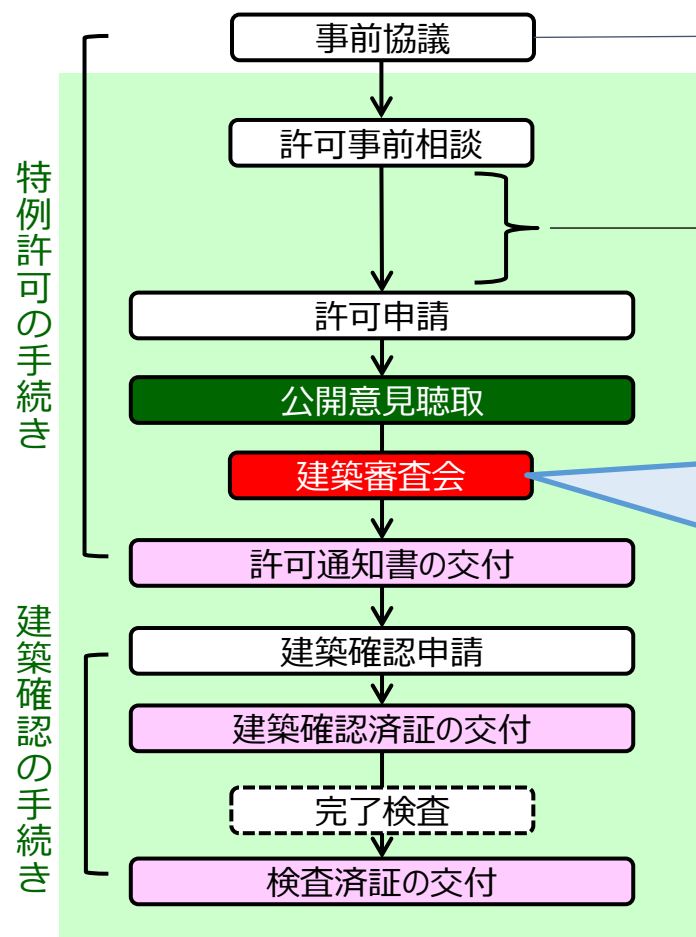 特例許可の手続き
事前協議
許可事前相談
許可申請
公開意見聴取
建築審査会
許可通知書の交付
建築確認の手続き
建築確認申請
建築確認済証の交付
完了検査
検査済証の交付